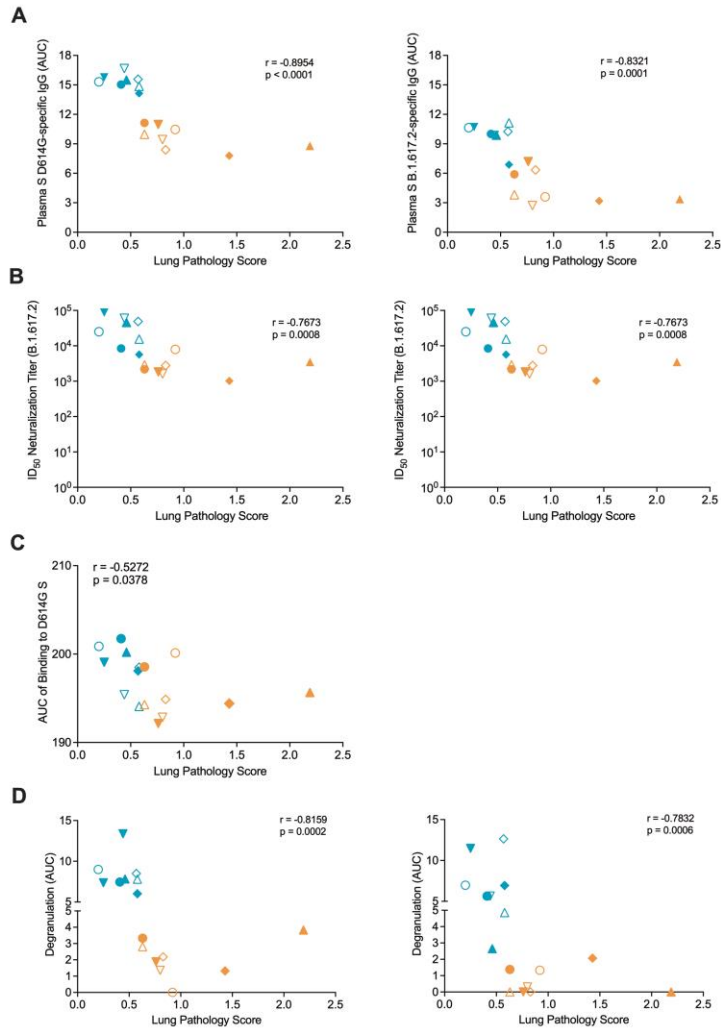 A
Plasma S D614G-specific IgG (AUC)
18
15
12
9
6
3
0
r = -0.8954
p < 0.0001
0.0 0.5 1.0 1.5 2.0 2.5
Lung Pathology Score
Plasma S B.1.617.2-specific IgG (AUC)
18
15
12
9
6
3
0
r = -0.8321
p = 0.0001
0.0 0.5 1.0 1.5 2.0 2.5
Lung Pathology Score
B
ID50 Neturalization Titer (B.1.617.2)
10^5
10^4
10^3
10^2
10^1
10^0
r = -0.7673
p = 0.0008
0.0 0.5 1.0 1.5 2.0 2.5
Lung Pathology Score
ID50 Neturalization Titer (B.1.617.2)
10^5
10^4
10^3
10^2
10^1
10^0
r = -0.7673
p = 0.0008
0.0 0.5 1.0 1.5 2.0 2.5
Lung Pathology Score
C
AUC of Binding to D614G S
210
200
190
r = -0.5272
p = 0.0378
0.0 0.5 1.0 1.5 2.0 2.5
Lung Pathology Score
D
Degranulation (AUC)
15
10
5
5
4
3
2
1
0
r = -0.8159
p = 0.0002
0.0 0.5 1.0 1.5 2.0 2.5
Lung Pathology Score
Degranulation (AUC)
15
10
5
5
4
3
2
1
0
r = -0.7832
p = 0.0006
0.0 0.5 1.0 1.5 2.0 2.5
Lung Pathology Score